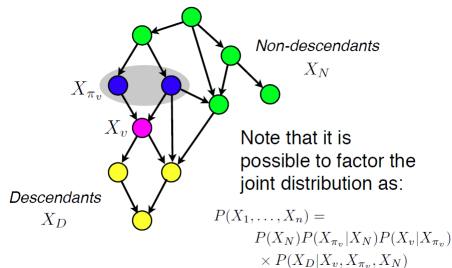 Non-descendants
X_N
X_{π_v}
X_v
Note that it is
possible to factor the
joint distribution as:
Descendants
X_D
P(X_1, . . . , X_n) =
P(X_N)P(X_{π_v}|X_N)P(X_v|X_{π_v})
× P(X_D|X_v, X_{π_v}, X_N)